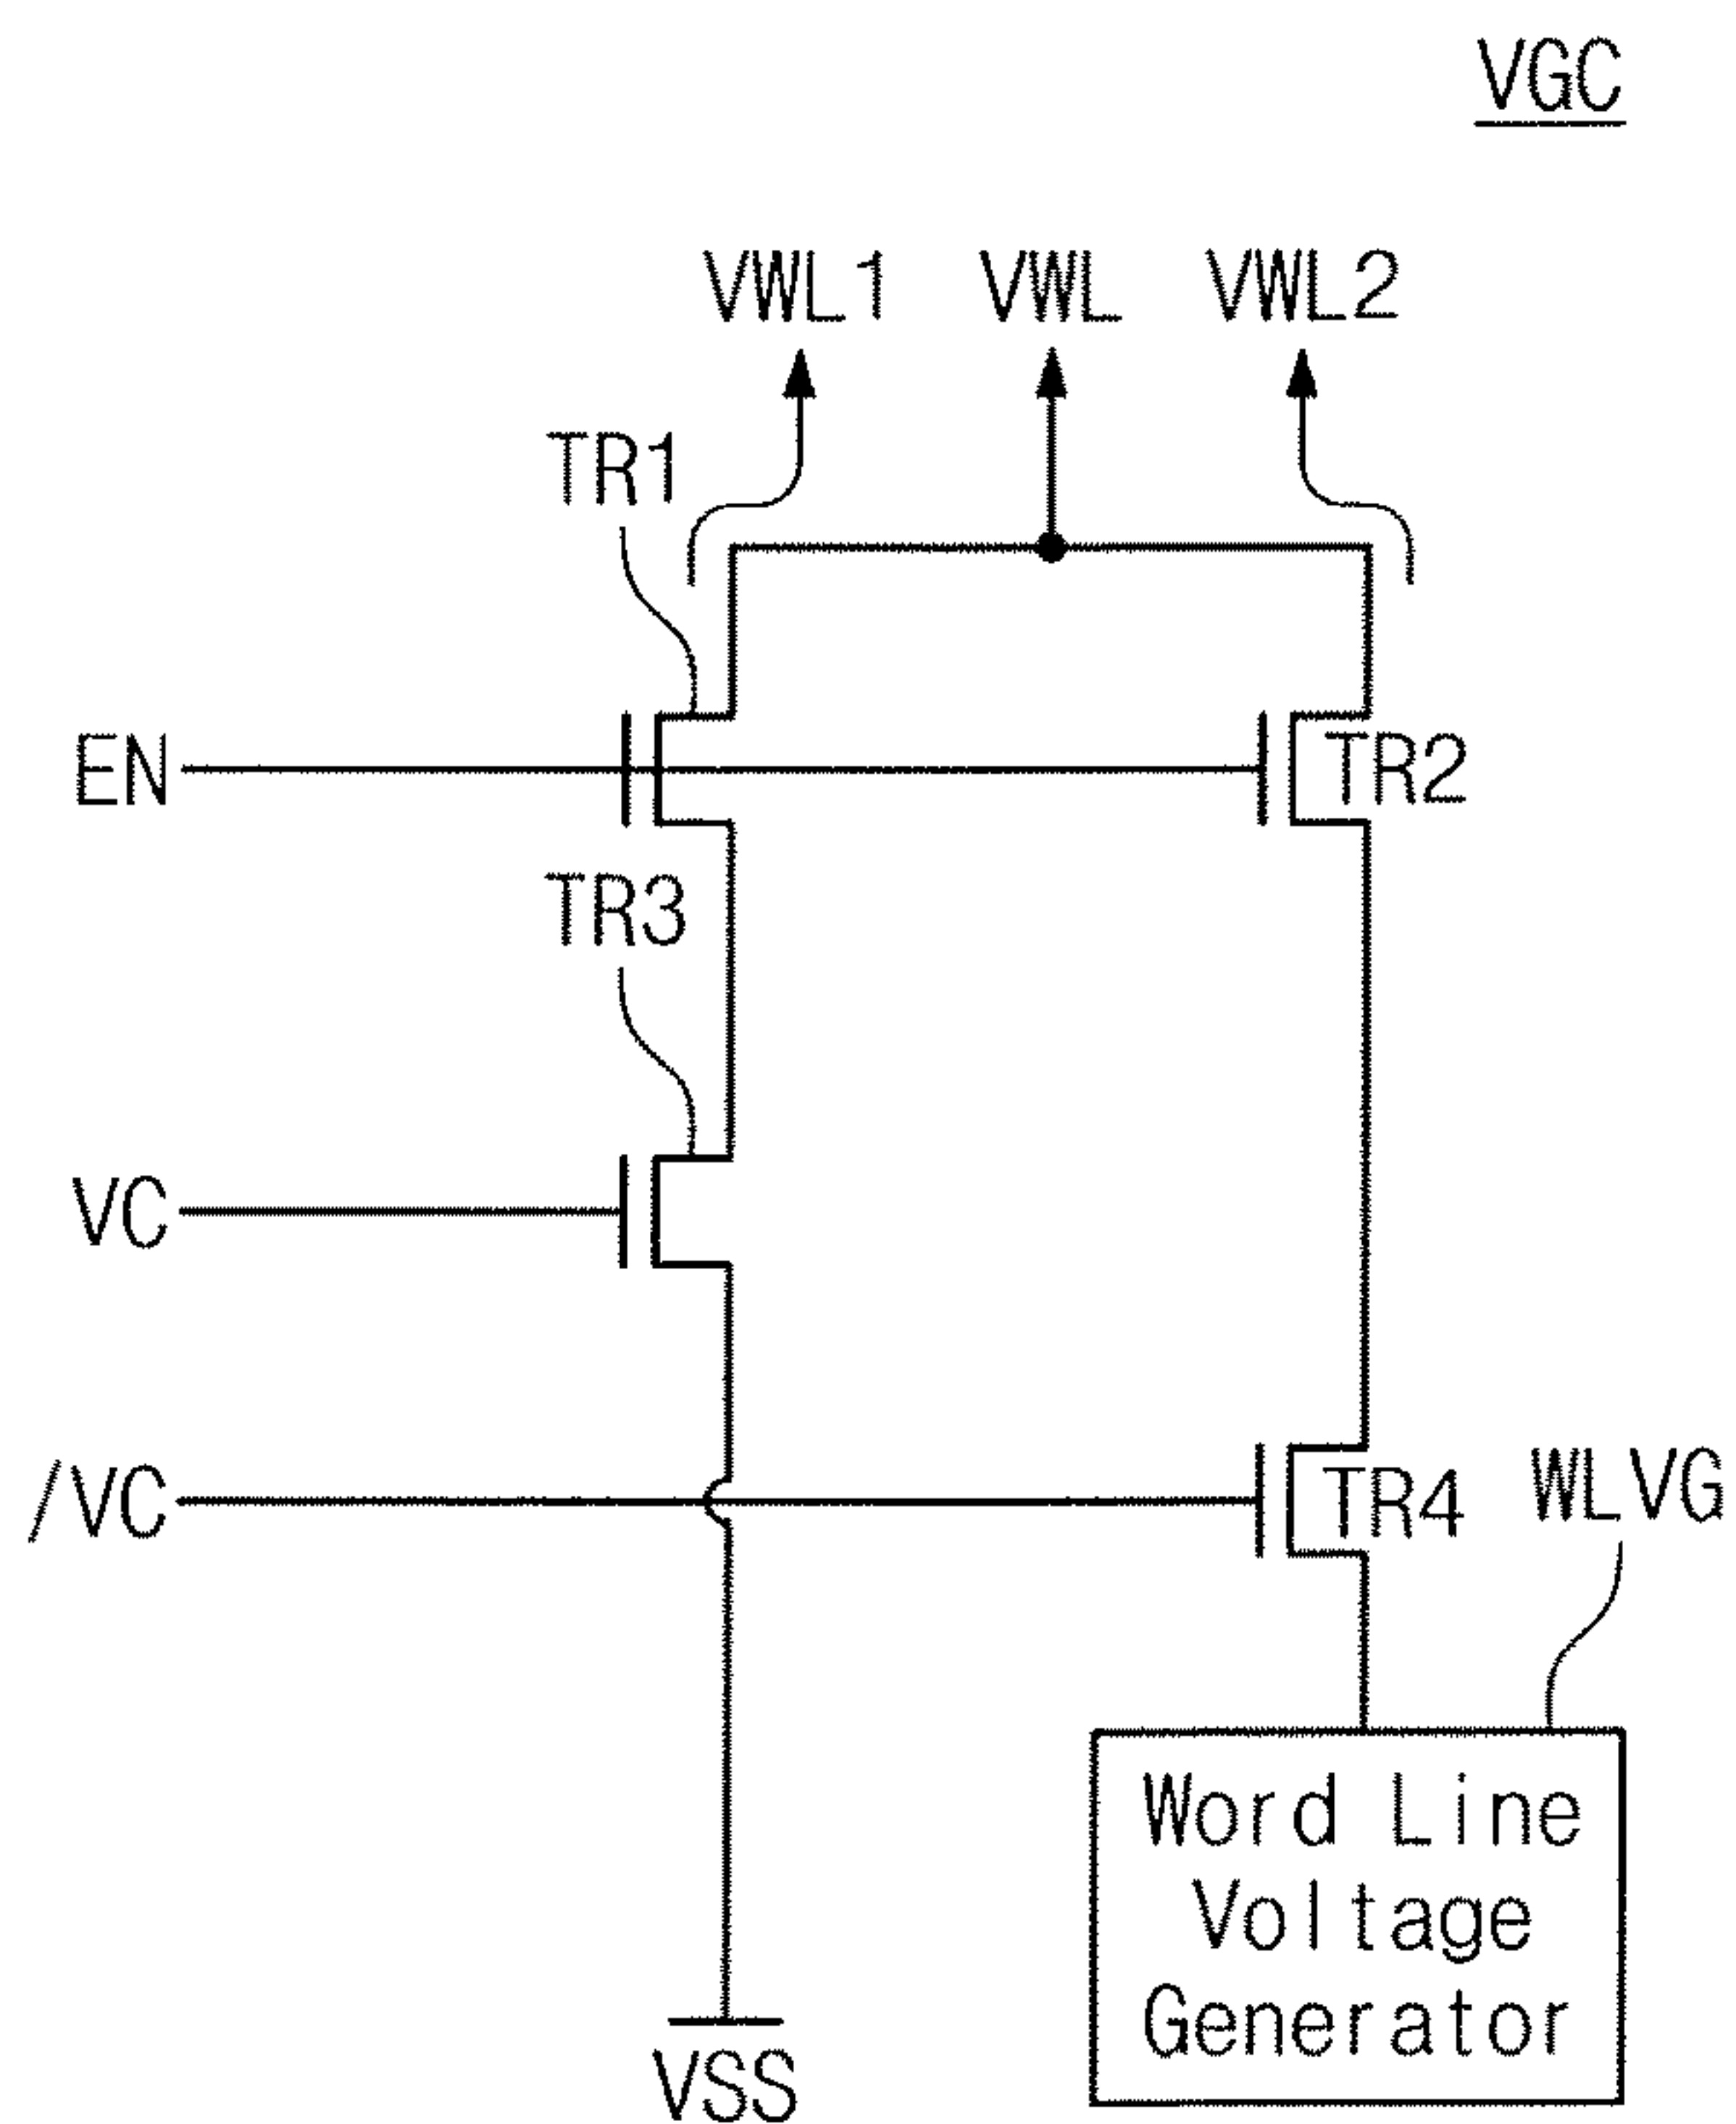 VGC
VWL1 VWL VWL2
TR1
EN
TR2
TR3
VC
/VC
TR4
WLVG
Word Line
Voltage
Generator
VSS